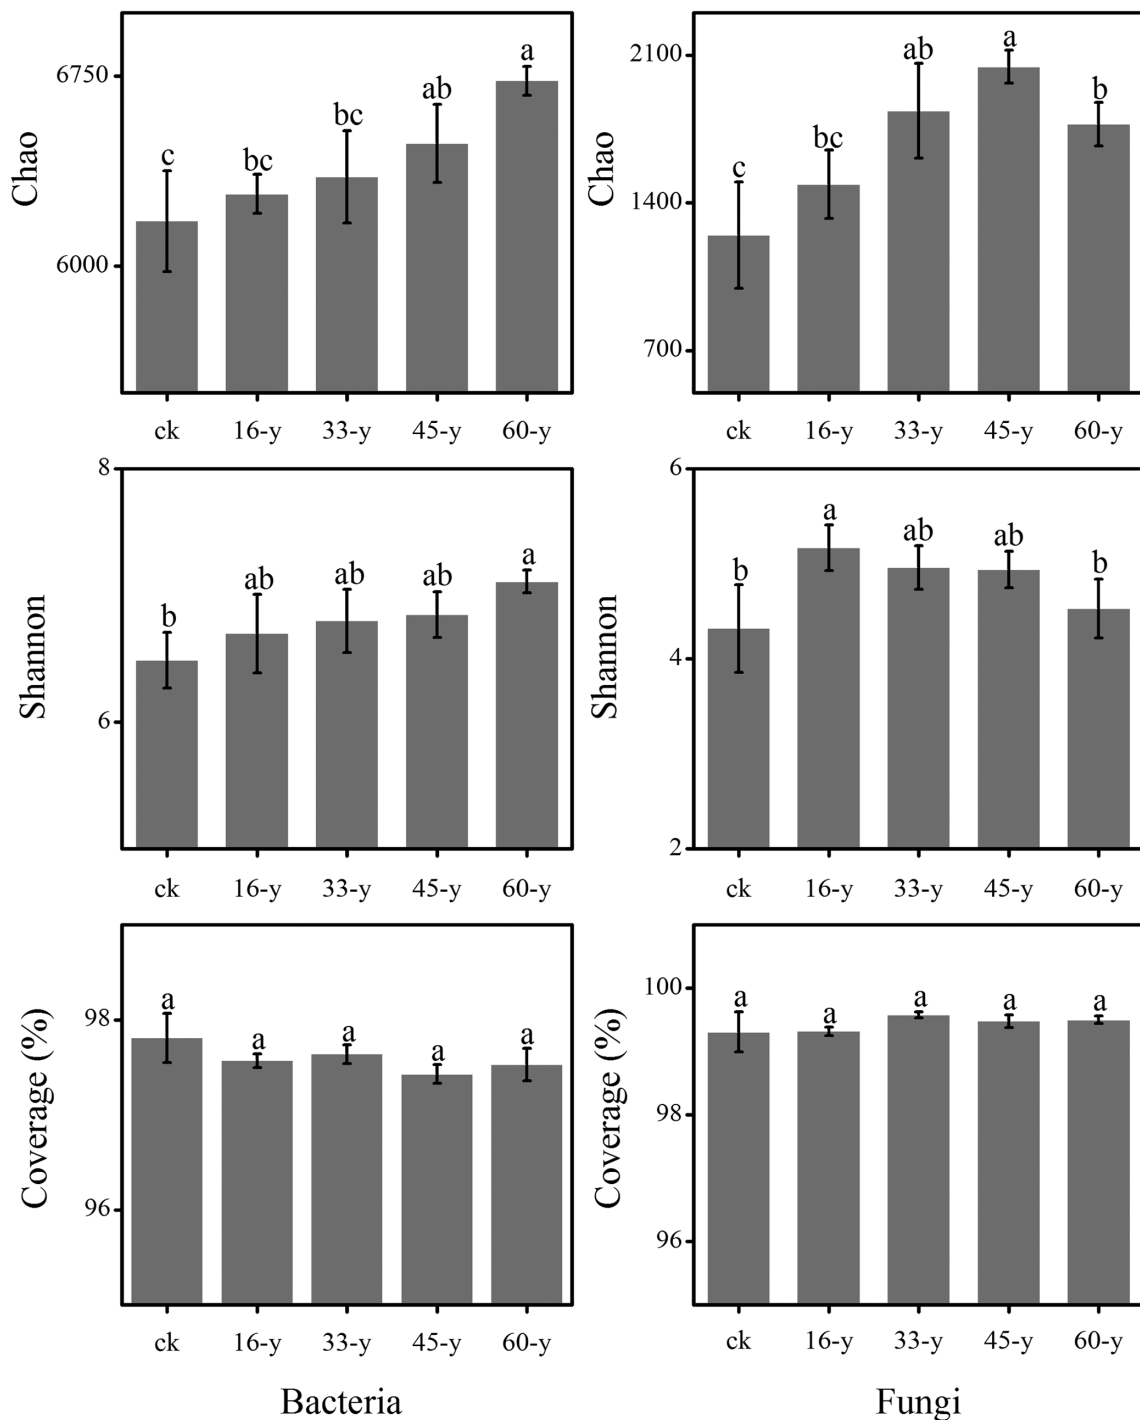 Chao
6750
6000
c
bc
bc
ab
a
ck 16-y 33-y 45-y 60-y
Chao
2100
1400
700
c
bc
ab
a
b
ck 16-y 33-y 45-y 60-y
Shannon
8
6
b
ab
ab
ab
a
ck 16-y 33-y 45-y 60-y
Shannon
6
4
2
b
a
ab
ab
b
ck 16-y 33-y 45-y 60-y
Coverage (%)
98
96
a
a
a
a
a
ck 16-y 33-y 45-y 60-y
Bacteria
Coverage (%)
100
98
96
a
a
a
a
a
ck 16-y 33-y 45-y 60-y
Fungi